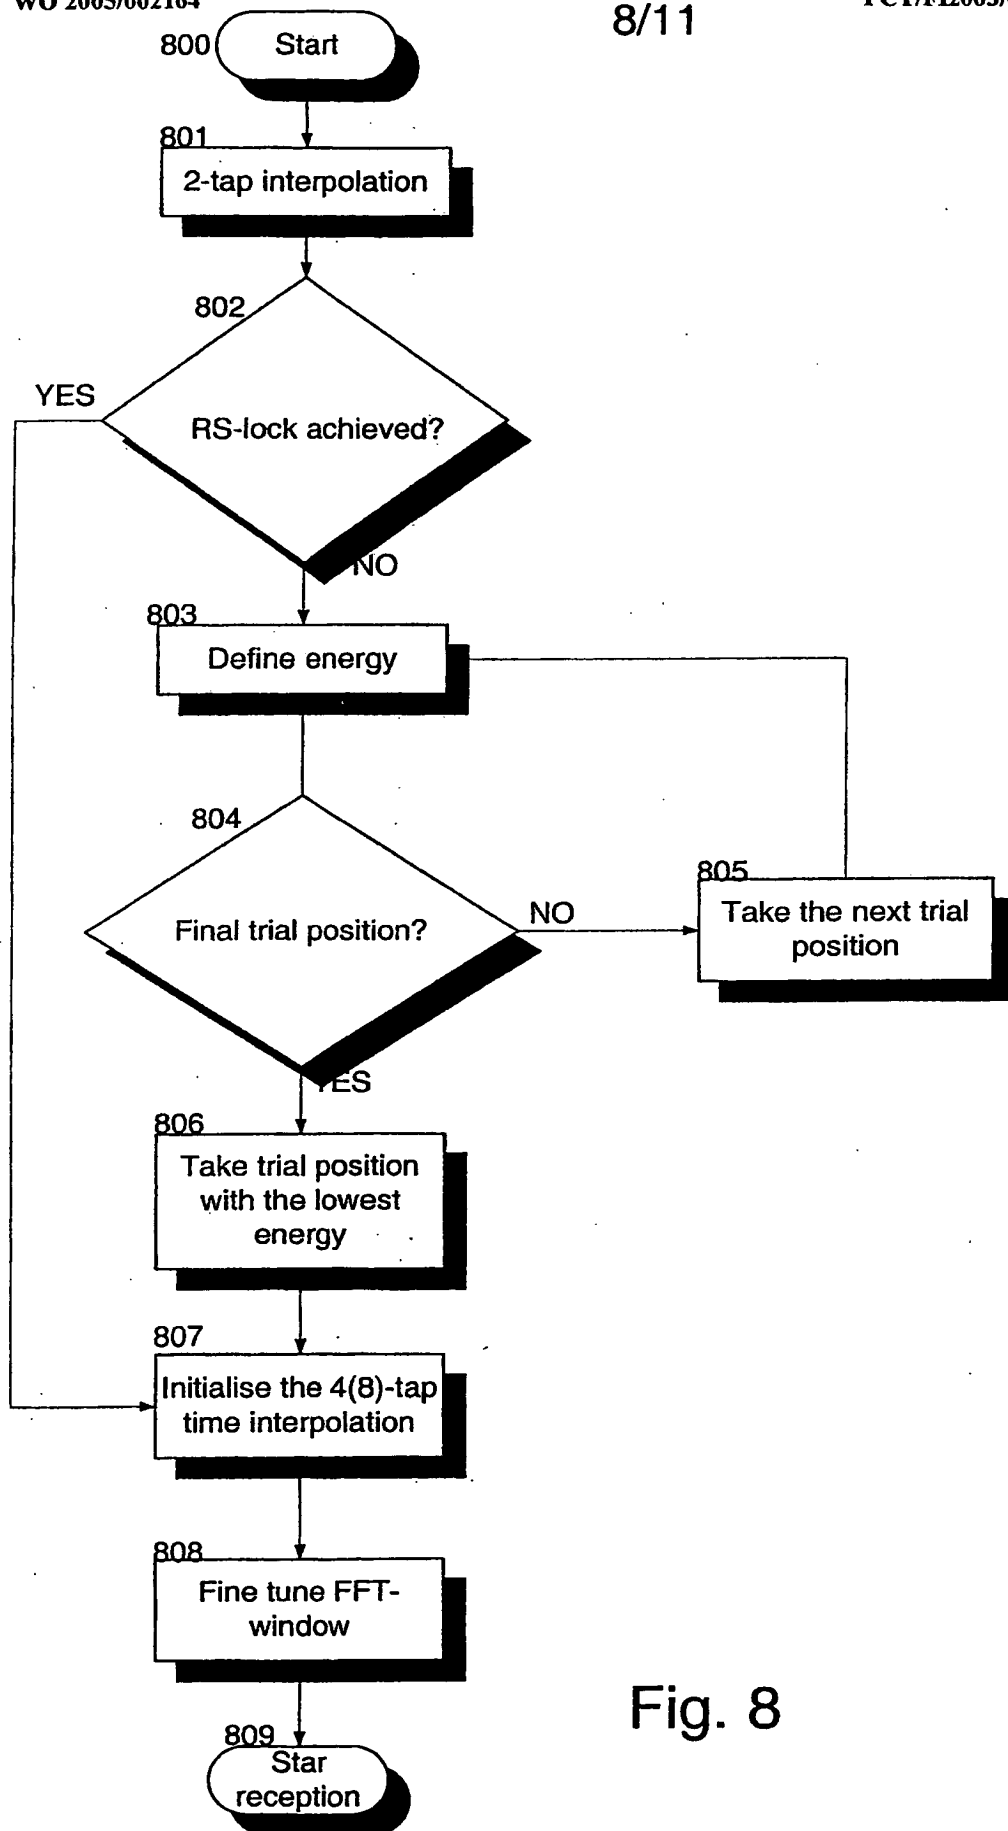 8/11
800 Start
801
2-tap interpolation
802
YES
RS-lock achieved?
NO
803
Define energy
804
805
Final trial position?
NO
Take the next trial
position
YES
806
Take trial position
with the lowest
energy
807
Initialise the 4(8)-tap
time interpolation
808
Fine tune FFT-
window
Fig. 8
809
Star
reception